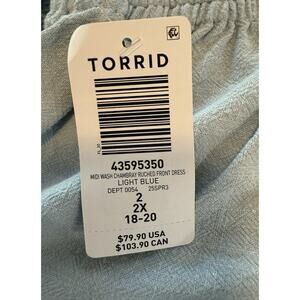 TORRID
43595350
MIDI WASH CHAMBRAY RUCHED FRONT DRESS
LIGHT BLUE
DEPT 0054 25SPR3
2
2X
18-20
$79.90 USA
$103.90 CAN